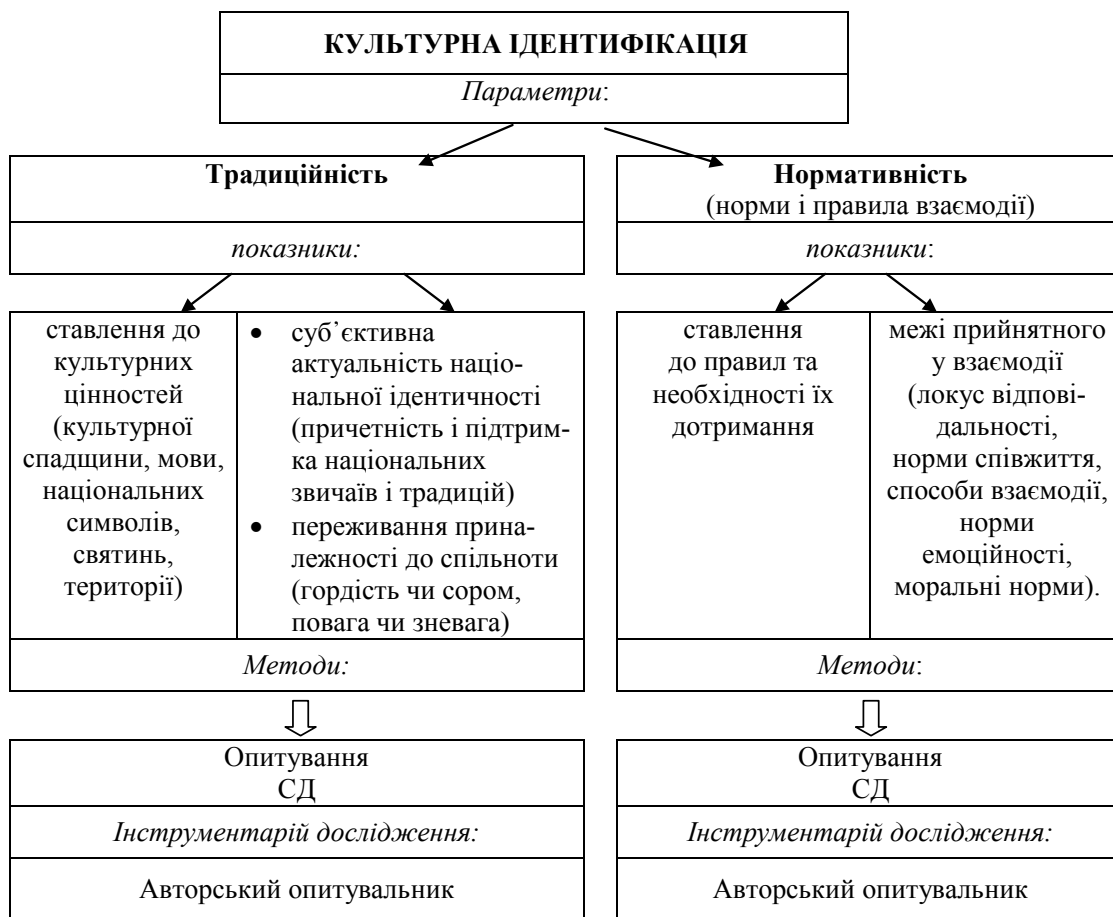 КУЛЬТУРНА ІДЕНТИФІКАЦІЯ
Параметри:
Традиційність
показники:
ставлення до
культурних
цінностей
(культурної
спадщини, мови,
національних
символів,
святинь,
території)
• суб’єктивна
актуальність націо-
нальної ідентичності
(причетність і підтрим-
ка національних
звичаїв і традицій)
• переживання прина-
лежності до спільноти
(гордість чи сором,
повага чи зневага)
Методи:
Опитування
СД
Інструментарій дослідження:
Авторський опитувальник
Нормативність
(норми і правила взаємодії)
показники:
ставлення
до правил та
необхідності їх
дотримання
межі прийнятного
у взаємодії
(локус відпові-
дальності,
норми співжиття,
способи взаємодії,
норми
емоційності,
моральні норми).
Методи:
Опитування
СД
Інструментарій дослідження:
Авторський опитувальник